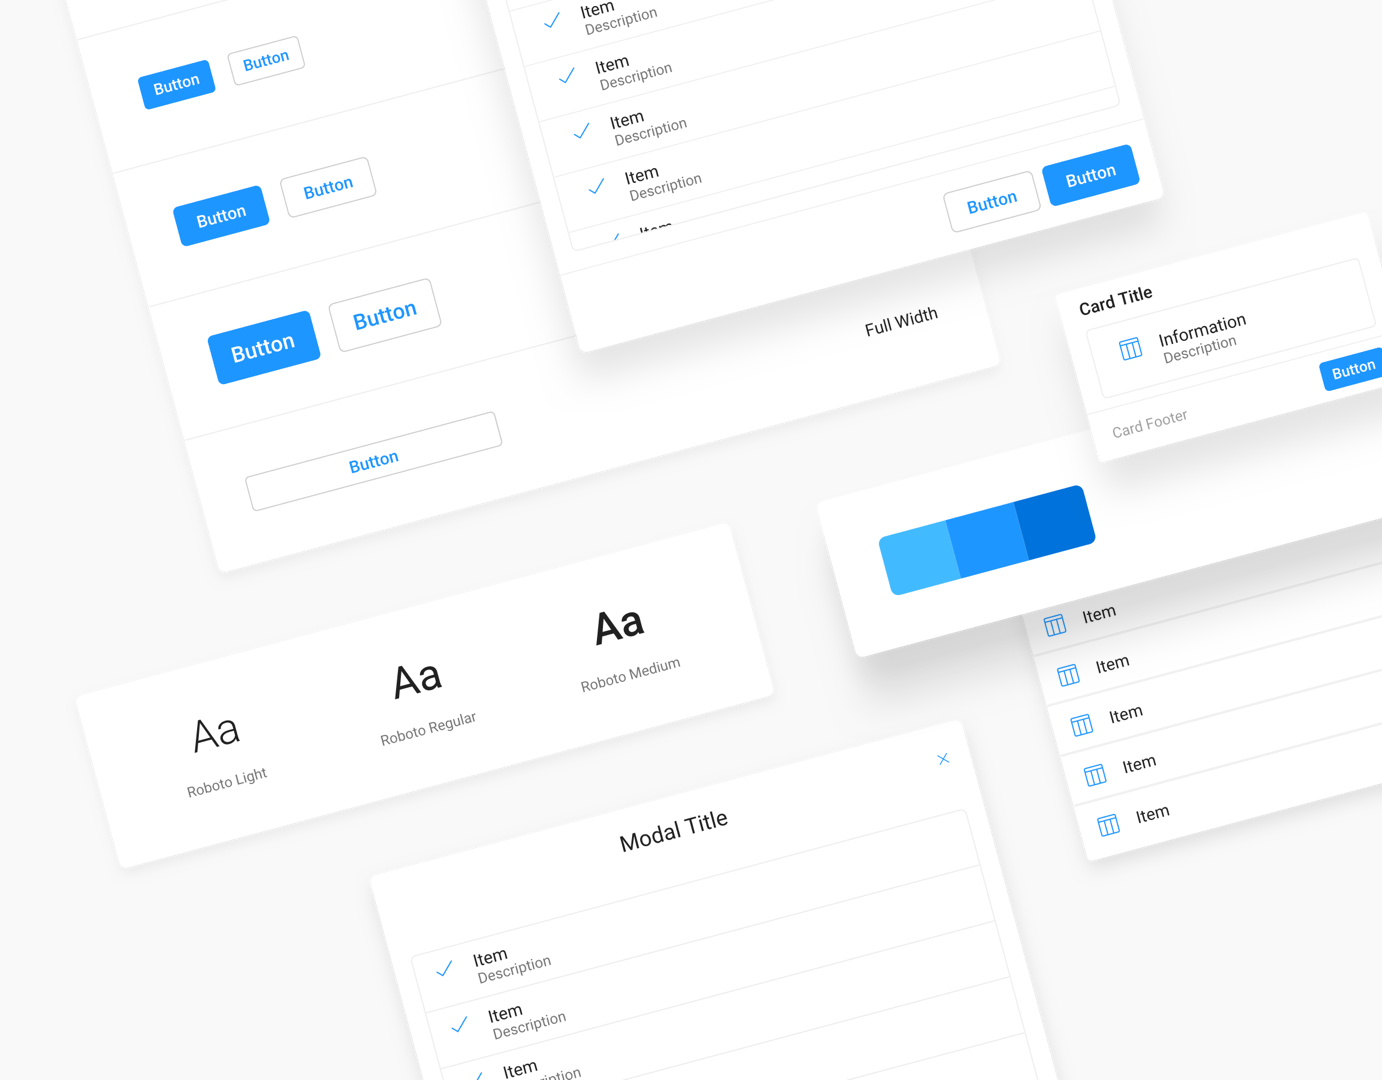 Button
Button
Button
Button
Button
Button
Button
Full Width
Item
Description
Item
Description
Item
Description
Item
Description
Item
Button
Button
Card Title
Information
Description
Card Footer
Button
Aa
Roboto Light
Aa
Roboto Regular
Aa
Roboto Medium
Item
Item
Item
Item
Item
Modal Title
Item
Description
Item
Description
Item